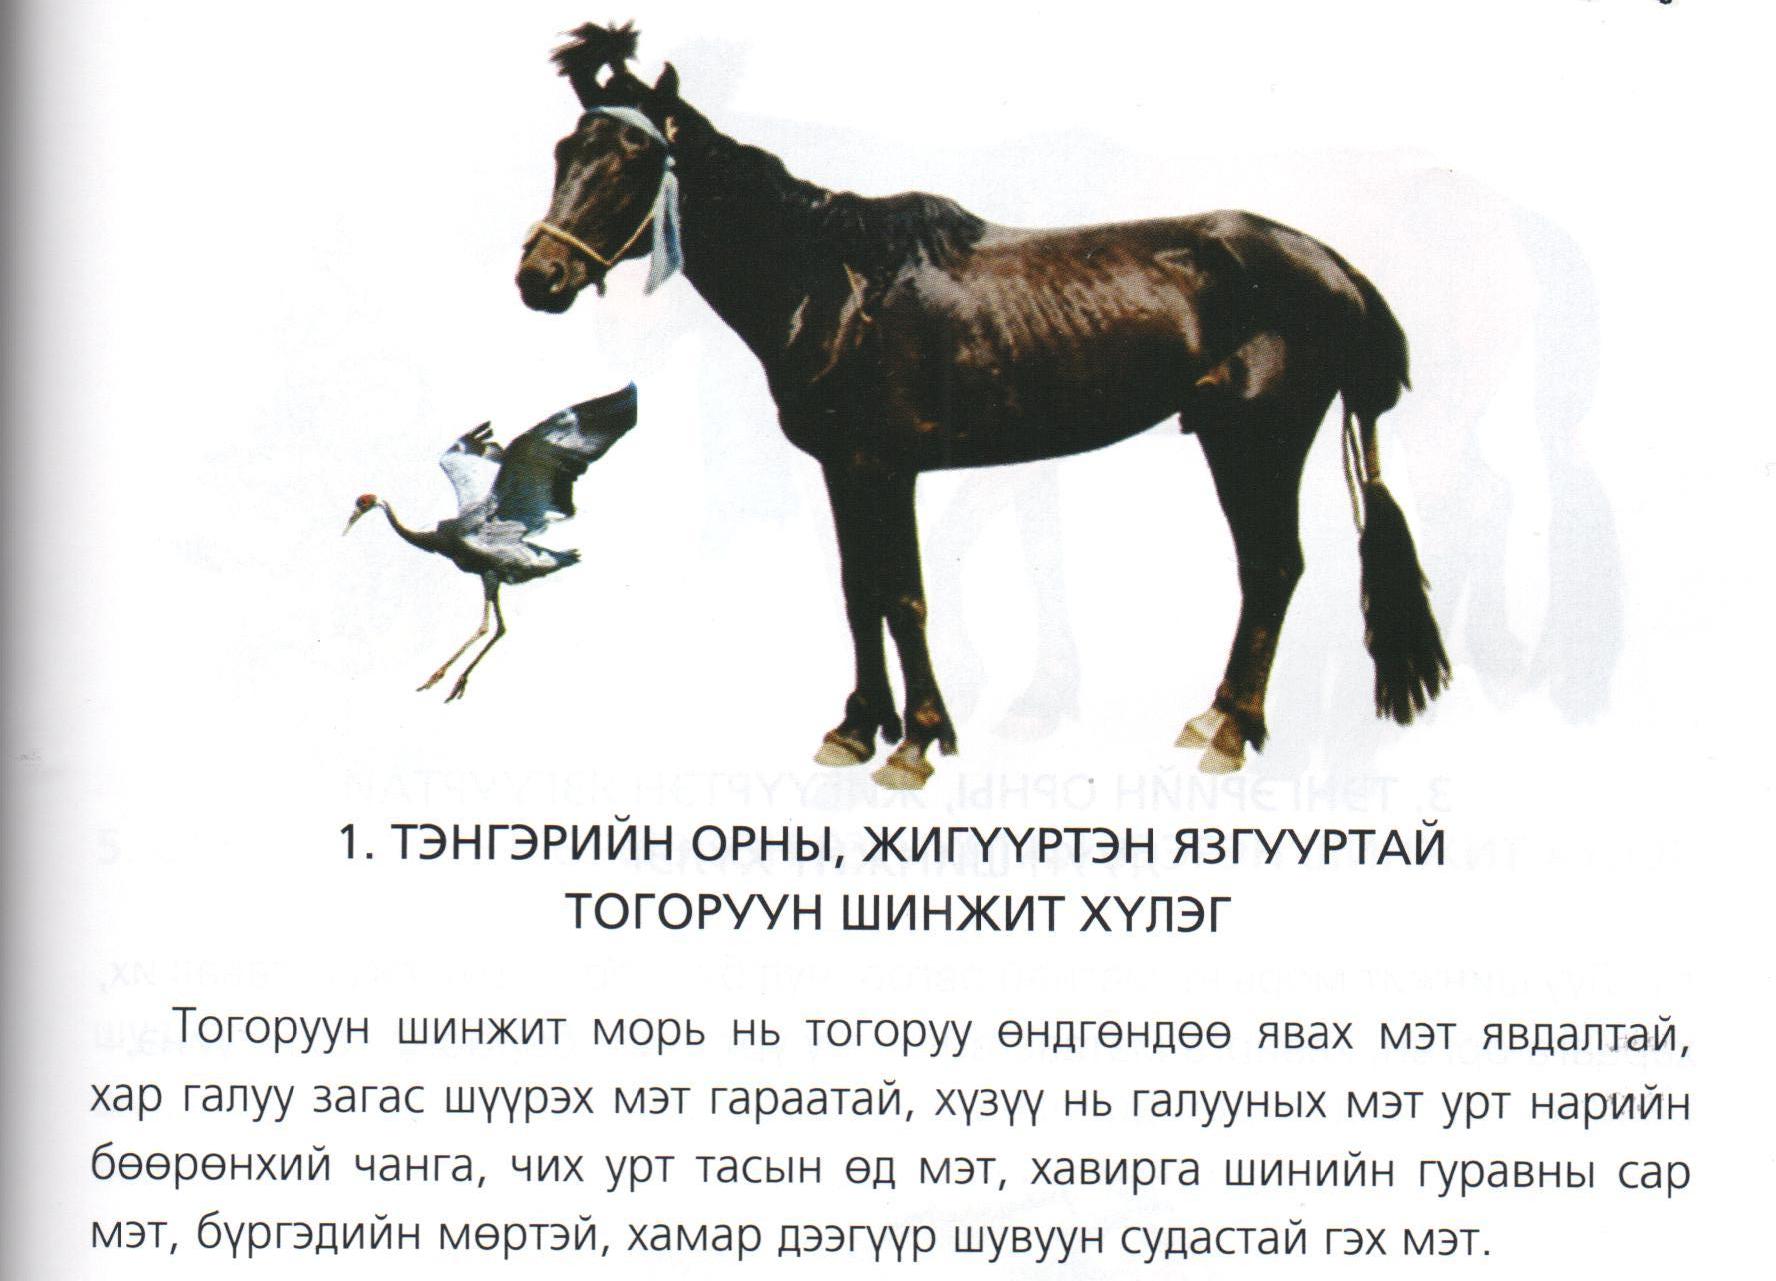 1. ТЭНГЭРИЙН ОРНЫ, ЖИГҮҮРТЭН ЯЗГУУРТАЙ
ТОГОРУУН ШИНЖИТ ХҮЛЭГ
Тогоруун шинжит морь нь тогоруу өндгөндөө явах мэт явдалтай,
хар галуу загас шүүрэх мэт гараатай, хүзүү нь галууных мэт урт нарийн
бөөрөнхий чанга, чих урт тасын өд мэт, хавирга шинийн гуравны сар
мэт, бүргэдийн мөртэй, хамар дээгүүр шувуун судастай гэх мэт.